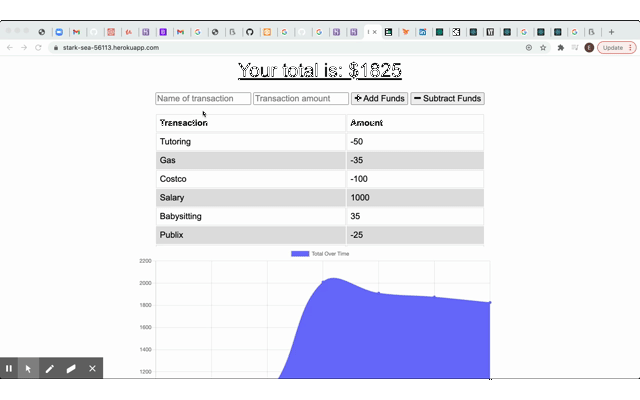 stark-sea-56113.herokuapp.com
Update
Your total is: $1825
Name of transaction Transaction amount + Add Funds − Subtract Funds
Transaction Amount
Tutoring -50
Gas -35
Costco -100
Salary 1000
Babysitting 35
Publix -25
Total Over Time
2200
2000
1800
1600
1400
1200